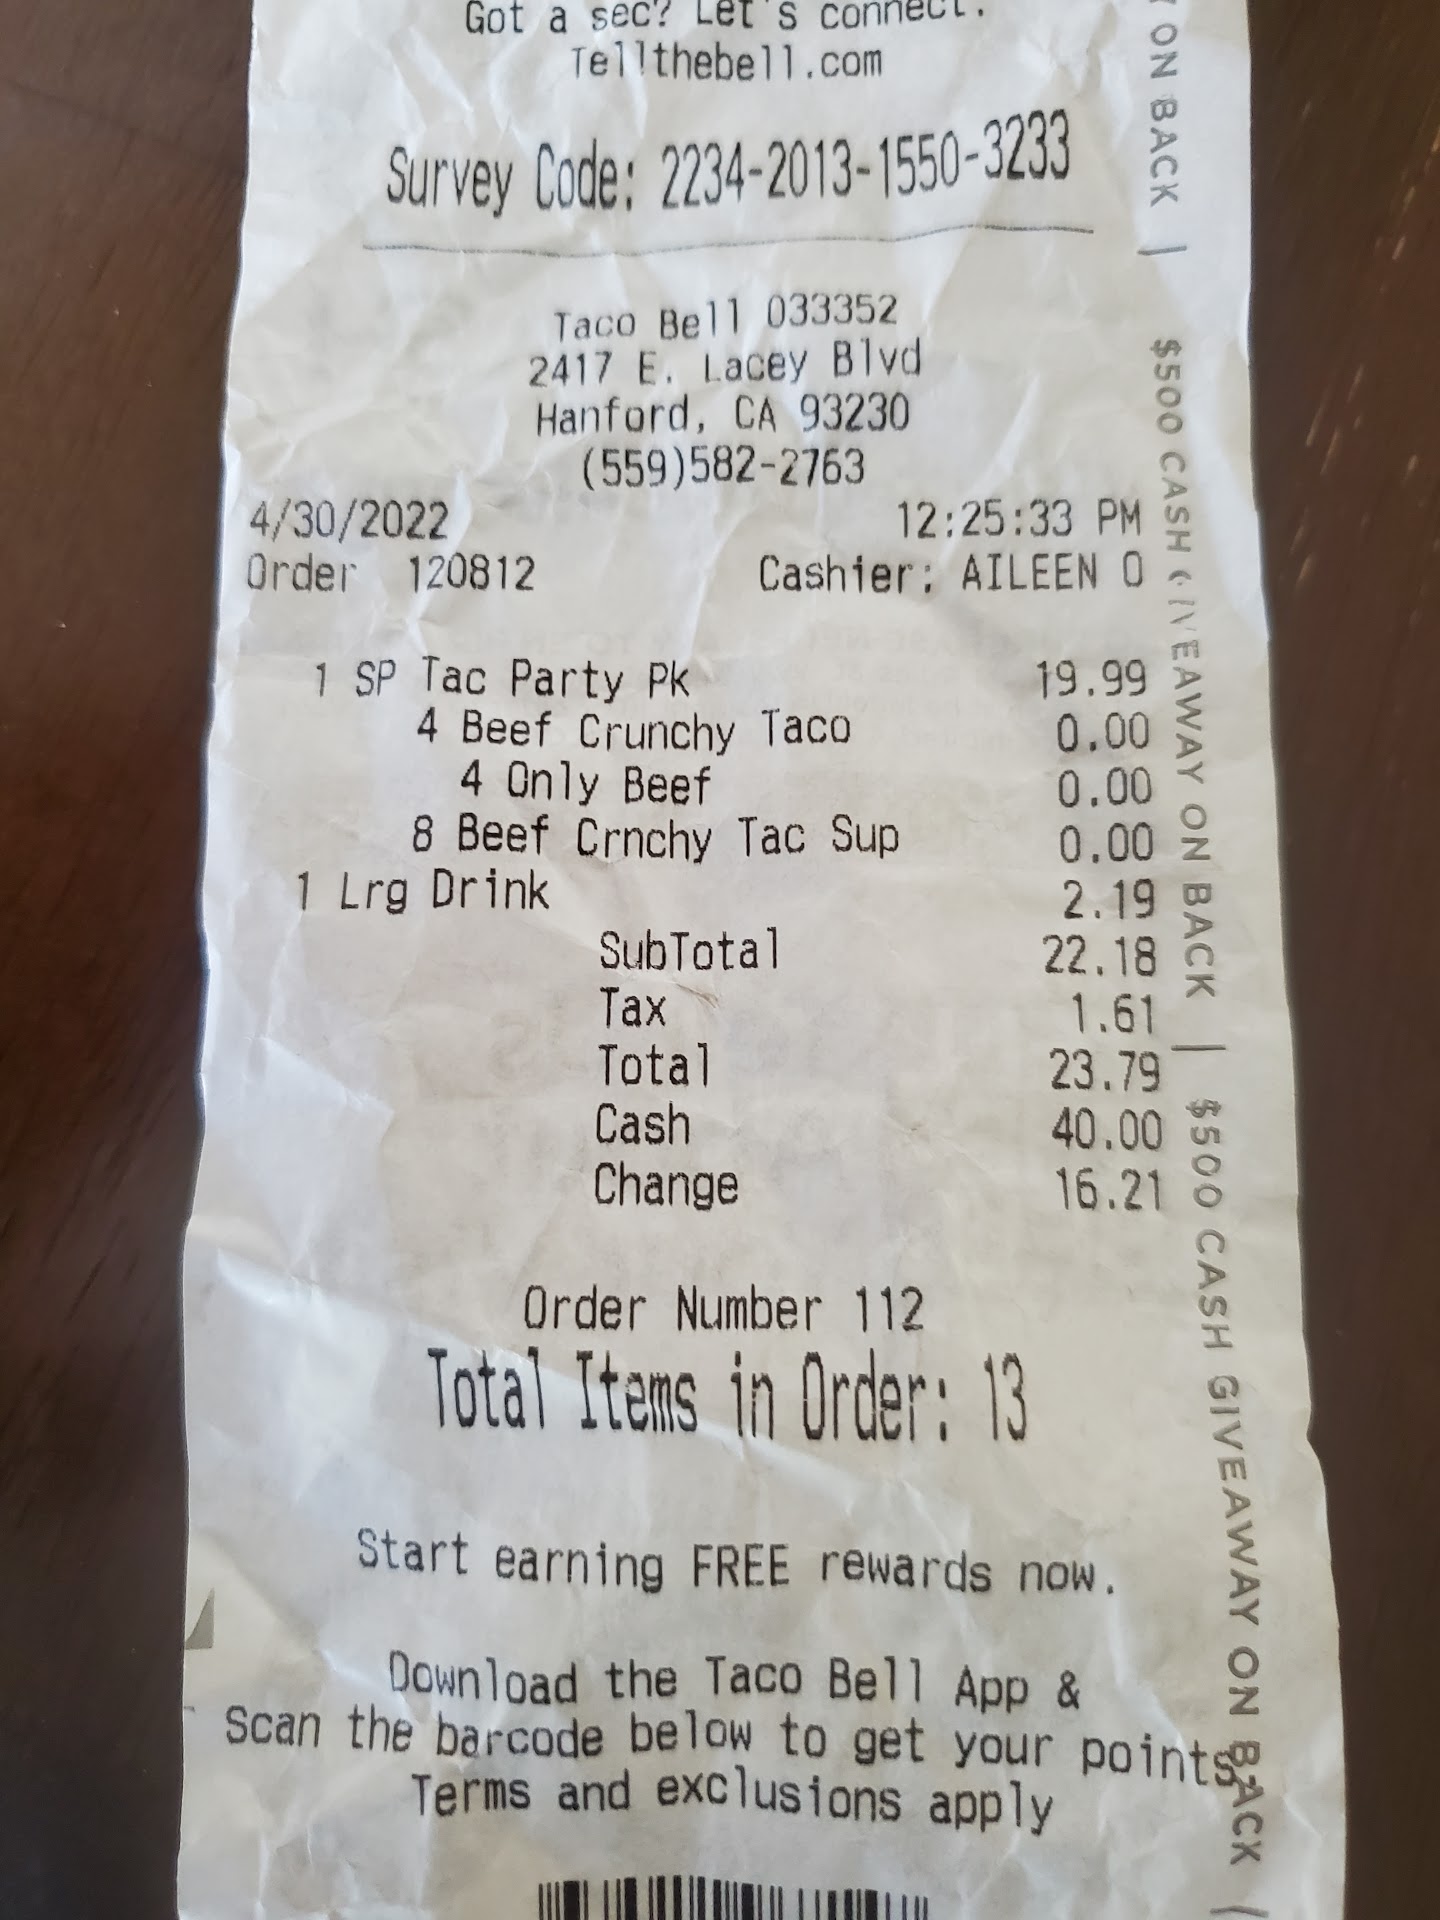 Got a sec? Let's connect.
Tellthebell.com
Survey Code: 2234-2013-1550-3233
Taco Bell 033352
2417 E. Lacey Blvd
Hanford, CA 93230
(559)582-2763
4/30/2022 12:25:33 PM
Order 120812 Cashier: AILEEN O
1 SP Tac Party Pk 19.99
4 Beef Crunchy Taco 0.00
4 Only Beef 0.00
8 Beef Crnchy Tac Sup 0.00
1 Lrg Drink 2.19
SubTotal 22.18
Tax 1.61
Total 23.79
Cash 40.00
Change 16.21
Order Number 112
Total Items in Order: 13
Start earning FREE rewards now.
Download the Taco Bell App &
Scan the barcode below to get your points.
Terms and exclusions apply
ON BACK | $500 CASH GIVEAWAY ON BACK | $500 CASH GIVEAWAY ON BACK |